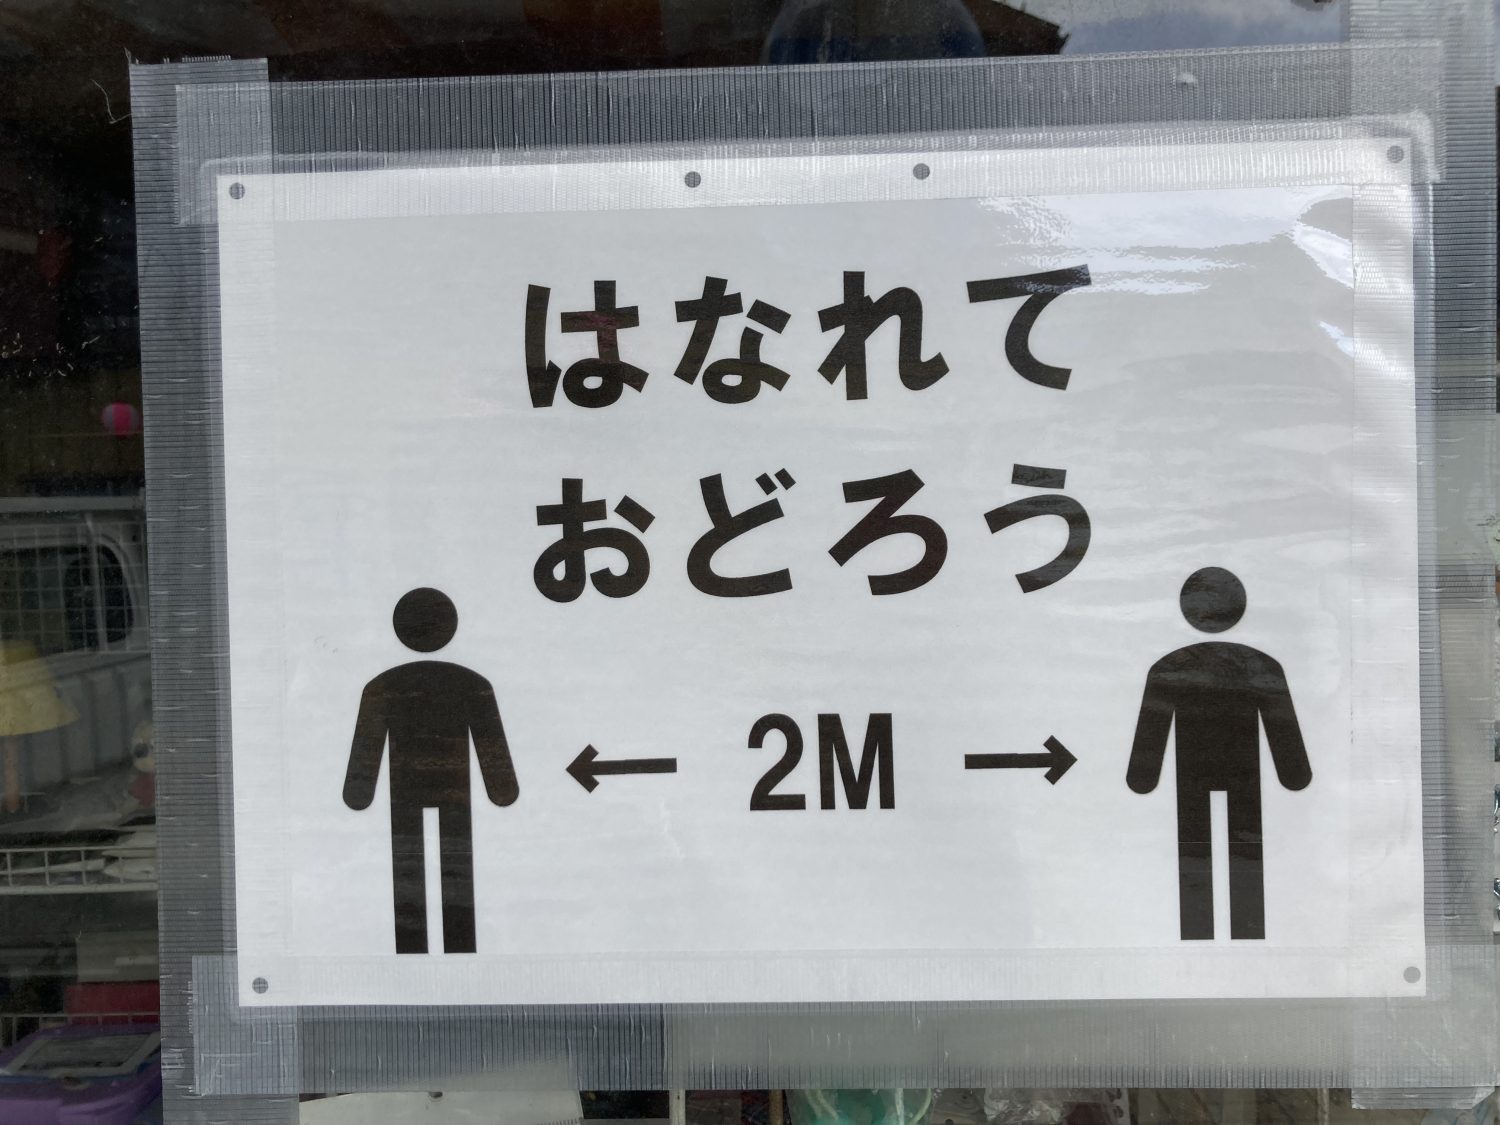 はなれて
おどろう
← 2M →